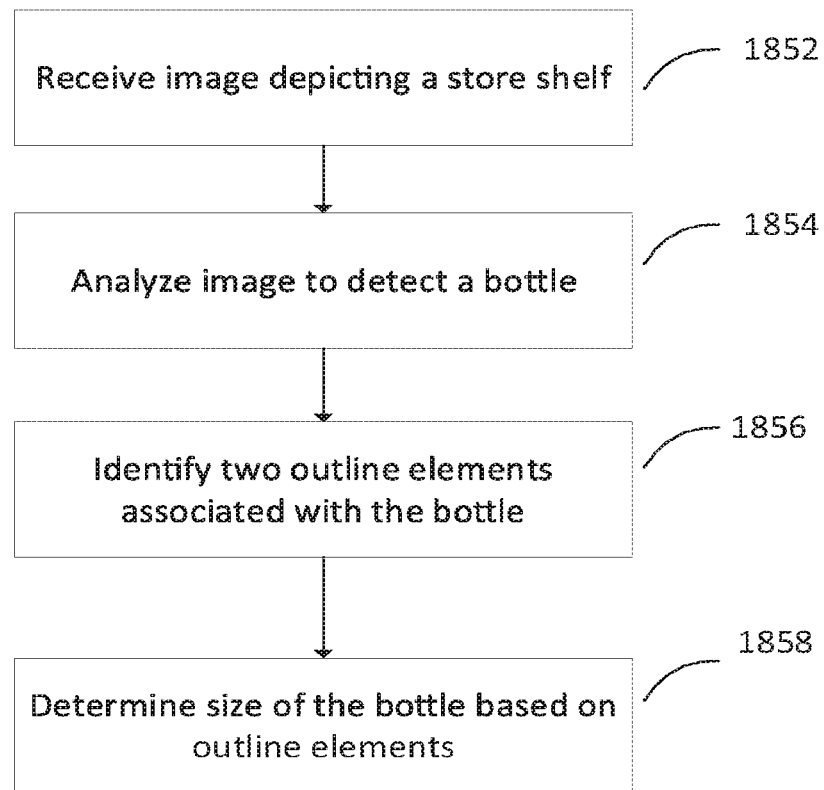 Receive image depicting a store shelf
1852
Analyze image to detect a bottle
1854
Identify two outline elements
associated with the bottle
1856
Determine size of the bottle based on
outline elements
1858